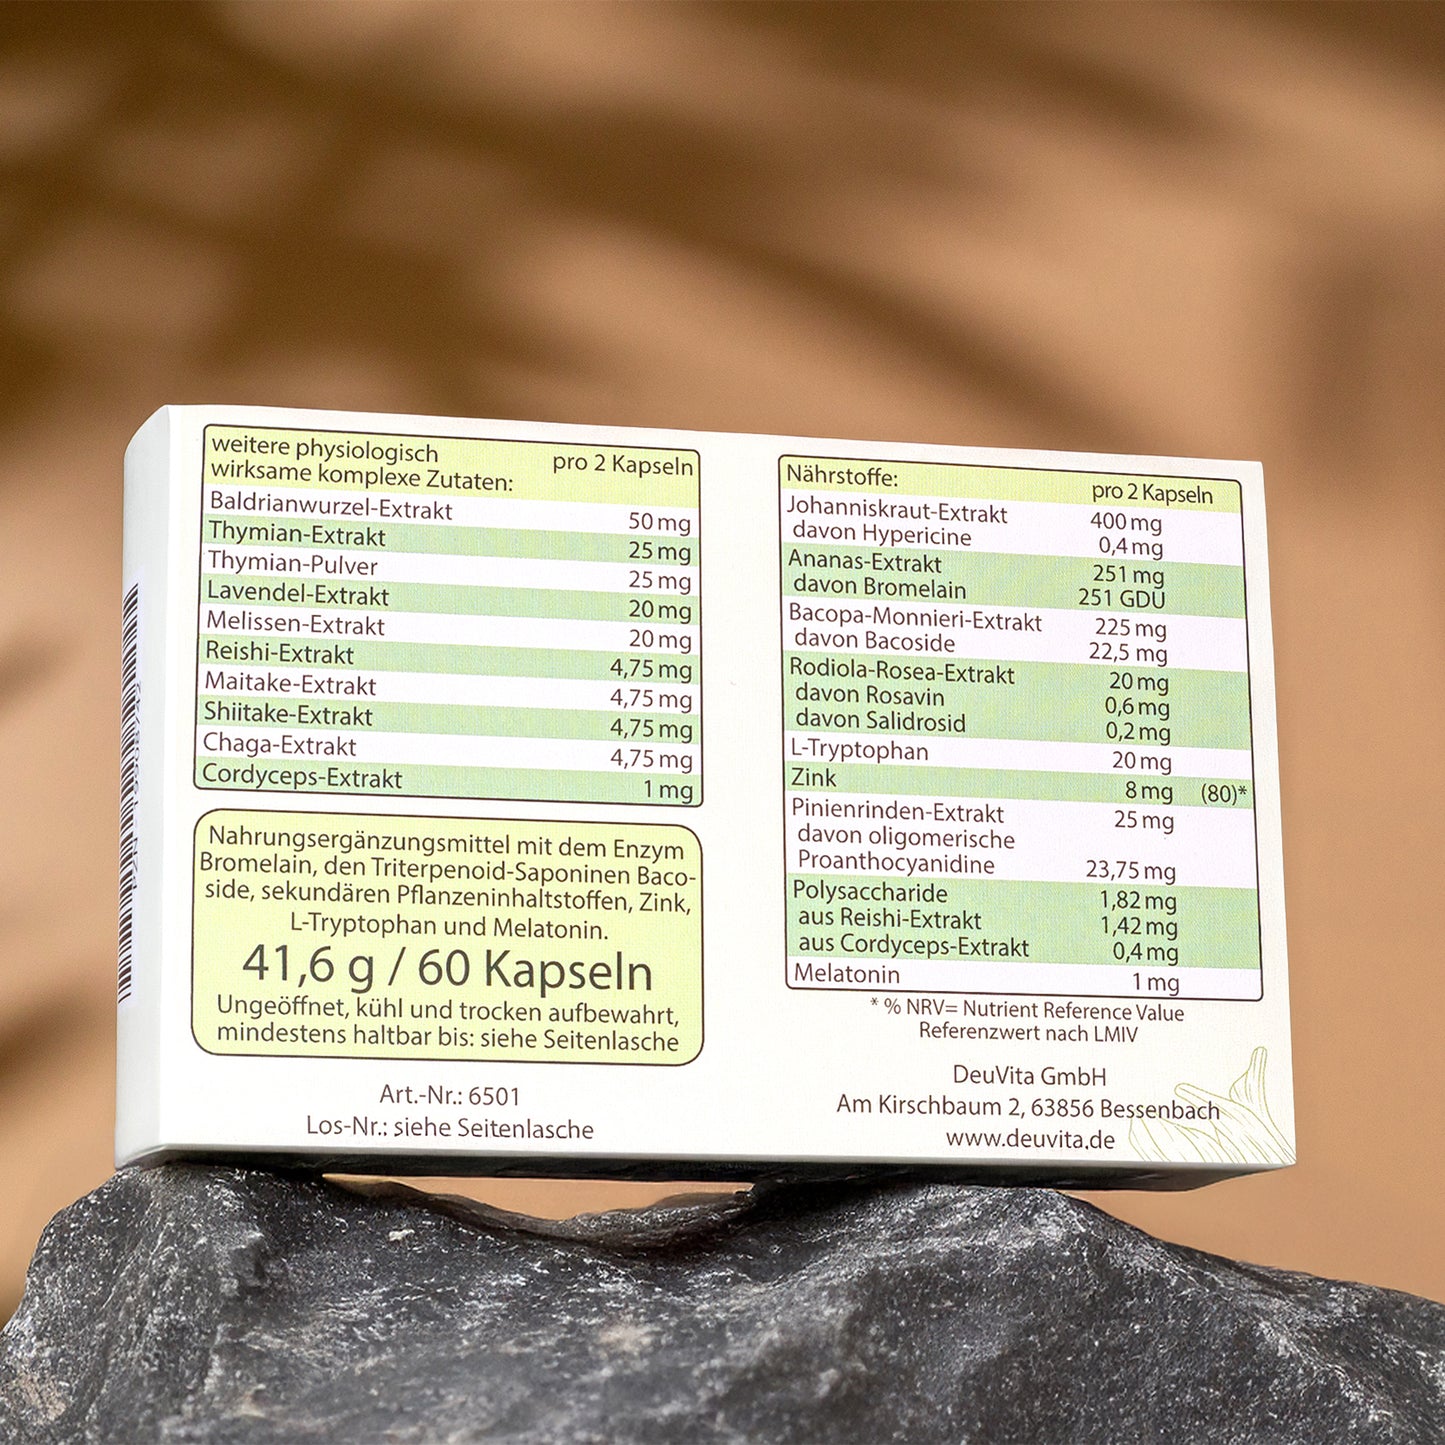 weitere physiologisch
wirksame komplexe Zutaten: pro 2 Kapseln
Baldrianwurzel-Extrakt 50 mg
Thymian-Extrakt 25 mg
Thymian-Pulver 25 mg
Lavendel-Extrakt 20 mg
Melissen-Extrakt 20 mg
Reishi-Extrakt 4,75 mg
Maitake-Extrakt 4,75 mg
Shiitake-Extrakt 4,75 mg
Chaga-Extrakt 4,75 mg
Cordyceps-Extrakt 1 mg
Nahrungsergänzungsmittel mit dem Enzym
Bromelain, den Triterpenoid-Saponinen Baco-
side, sekundären Pflanzeninhaltstoffen, Zink,
L-Tryptophan und Melatonin.
41,6 g / 60 Kapseln
Ungeöffnet, kühl und trocken aufbewahrt,
mindestens haltbar bis: siehe Seitenlasche
Art.-Nr.: 6501
Los-Nr.: siehe Seitenlasche
Nährstoffe: pro 2 Kapseln
Johanniskraut-Extrakt 400 mg
davon Hypericine 0,4 mg
Ananas-Extrakt 251 mg
davon Bromelain 251 GDU
Bacopa-Monnieri-Extrakt 225 mg
davon Bacoside 22,5 mg
Rodiola-Rosea-Extrakt 20 mg
davon Rosavin 0,6 mg
davon Salidrosid 0,2 mg
L-Tryptophan 20 mg
Zink 8 mg (80)*
Pinienrinden-Extrakt 25 mg
davon oligomerische
Proanthocyanidine 23,75 mg
Polysaccharide 1,82 mg
aus Reishi-Extrakt 1,42 mg
aus Cordyceps-Extrakt 0,4 mg
Melatonin 1 mg
* % NRV= Nutrient Reference Value
Referenzwert nach LMIV
DeuVita GmbH
Am Kirschbaum 2, 63856 Bessenbach
www.deuvita.de